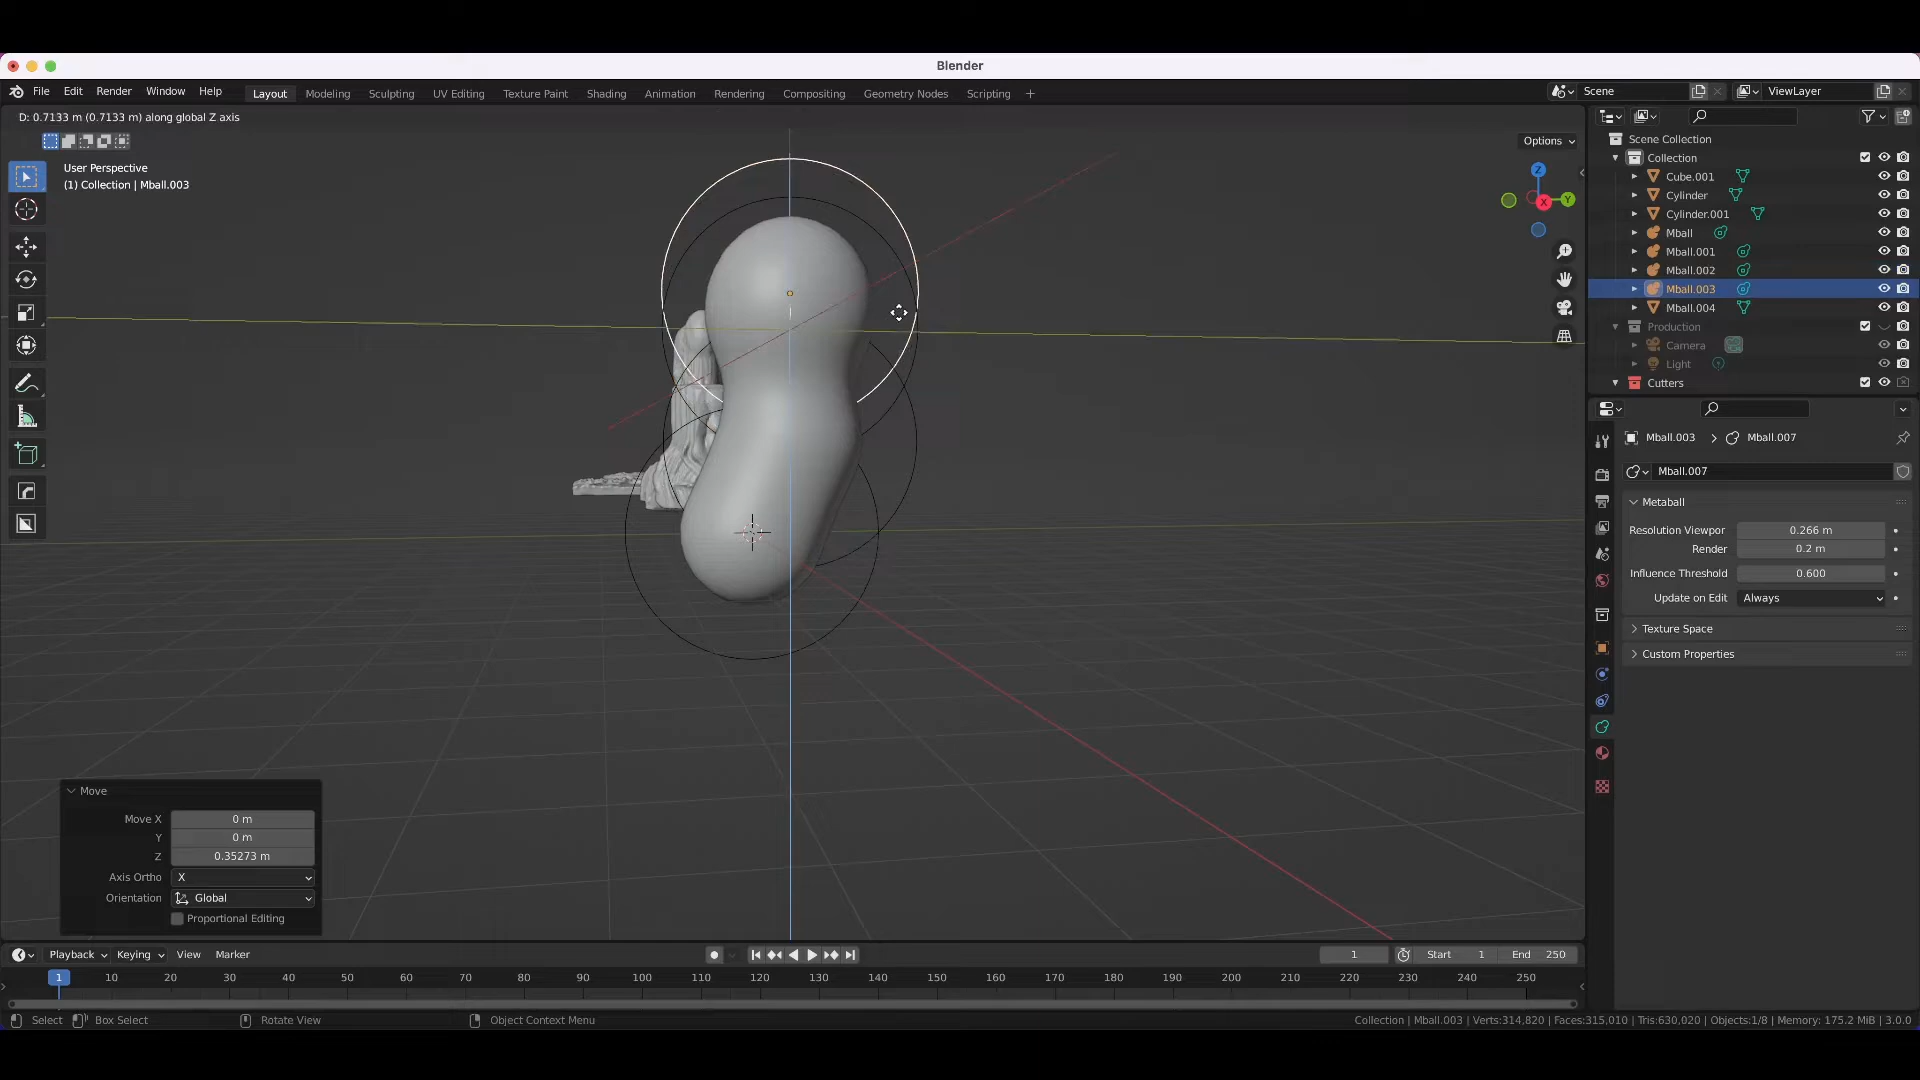 Blender
File Edit Render Window Help Layout Modeling Sculpting UV Editing Texture Paint Shading Animation Rendering Compositing Geometry Nodes Scripting + Scene ViewLayer
D: 0.7133 m (0.7133 m) along global Z axis
Options
User Perspective
(1) Collection | Mball.003
Z
Y
X
Scene Collection
Collection
Cube.001
Cylinder
Cylinder.001
Mball
Mball.001
Mball.002
Mball.003
Mball.004
Production
Camera
Light
Cutters
Mball.003 > Mball.007
Mball.007
Metaball
Resolution Viewpor 0.266 m
Render 0.2 m
Influence Threshold 0.600
Update on Edit Always
Texture Space
Custom Properties
Move
Move X 0 m
Y 0 m
Z 0.35273 m
Axis Ortho X
Orientation Global
Proportional Editing
Playback Keying View Marker 1 Start 1 End 250
1 10 20 30 40 50 60 70 80 90 100 110 120 130 140 150 160 170 180 190 200 210 220 230 240 250
Select Box Select Rotate View Object Context Menu Collection | Mball.003 | Verts:314,820 | Faces:315,010 | Tris:630,020 | Objects:1/8 | Memory: 175.2 MiB | 3.0.0